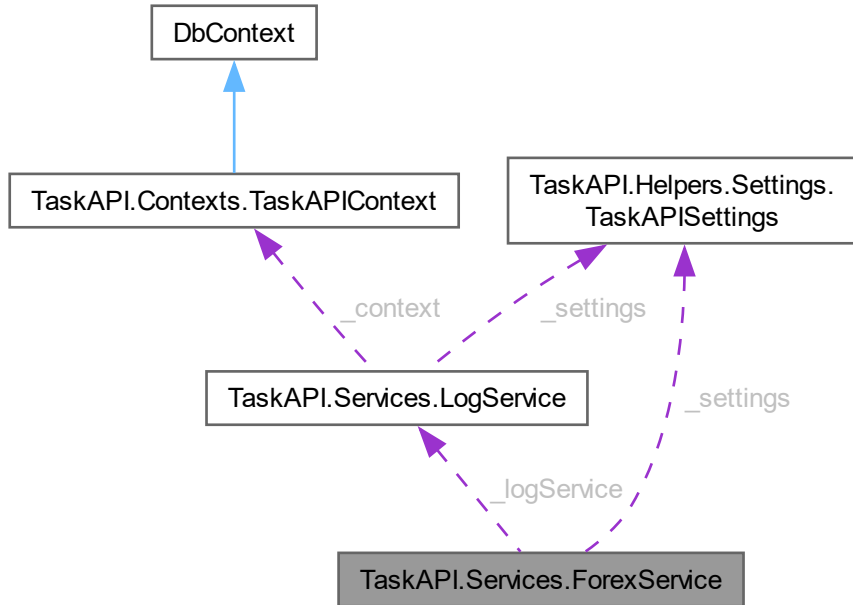 DbContext
TaskAPI.Contexts.TaskAPIContext
TaskAPI.Helpers.Settings.
TaskAPISettings
_context
_settings
TaskAPI.Services.LogService
_settings
_logService
TaskAPI.Services.ForexService